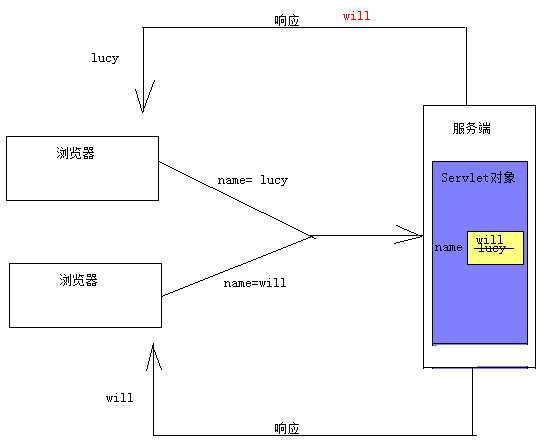 响应 will
lucy
服务端
浏览器
Servlet对象
name= lucy
name will
lucy
浏览器
name=will
will
响应